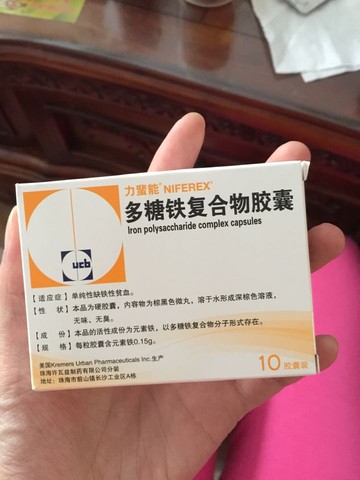 力蜚能® NIFEREX®
多糖铁复合物胶囊
Iron polysaccharide complex capsules
ucb
【适应症】单纯性缺铁性贫血。
【性 状】本品为硬胶囊，内容物为棕黑色微丸，溶于水形成深棕色溶液，
无味、无臭。
【成 份】本品的活性成份为元素铁，以多糖铁复合物分子形式存在。
【规 格】每粒胶囊含元素铁0.15g。
美国Kremers Urban Pharmaceuticals Inc.生产
珠海许瓦兹制药有限公司分装
地址：珠海市前山镇长沙工业区A栋
10胶囊装